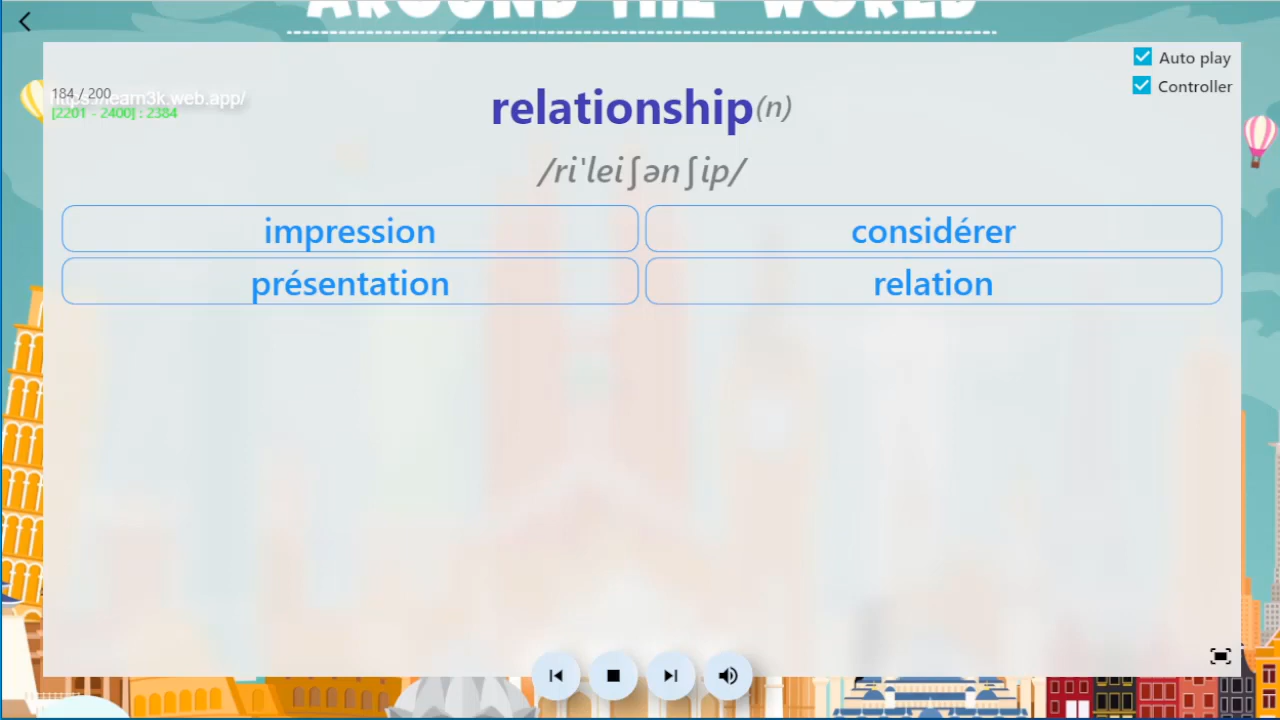 AROUND THE WORLD
Auto play
184 / 200
https://learn3k.web.app/
Controller
[2201 - 2400] : 2384
relationship(n)
/ri'leiʃənʃip/
impression
considérer
présentation
relation